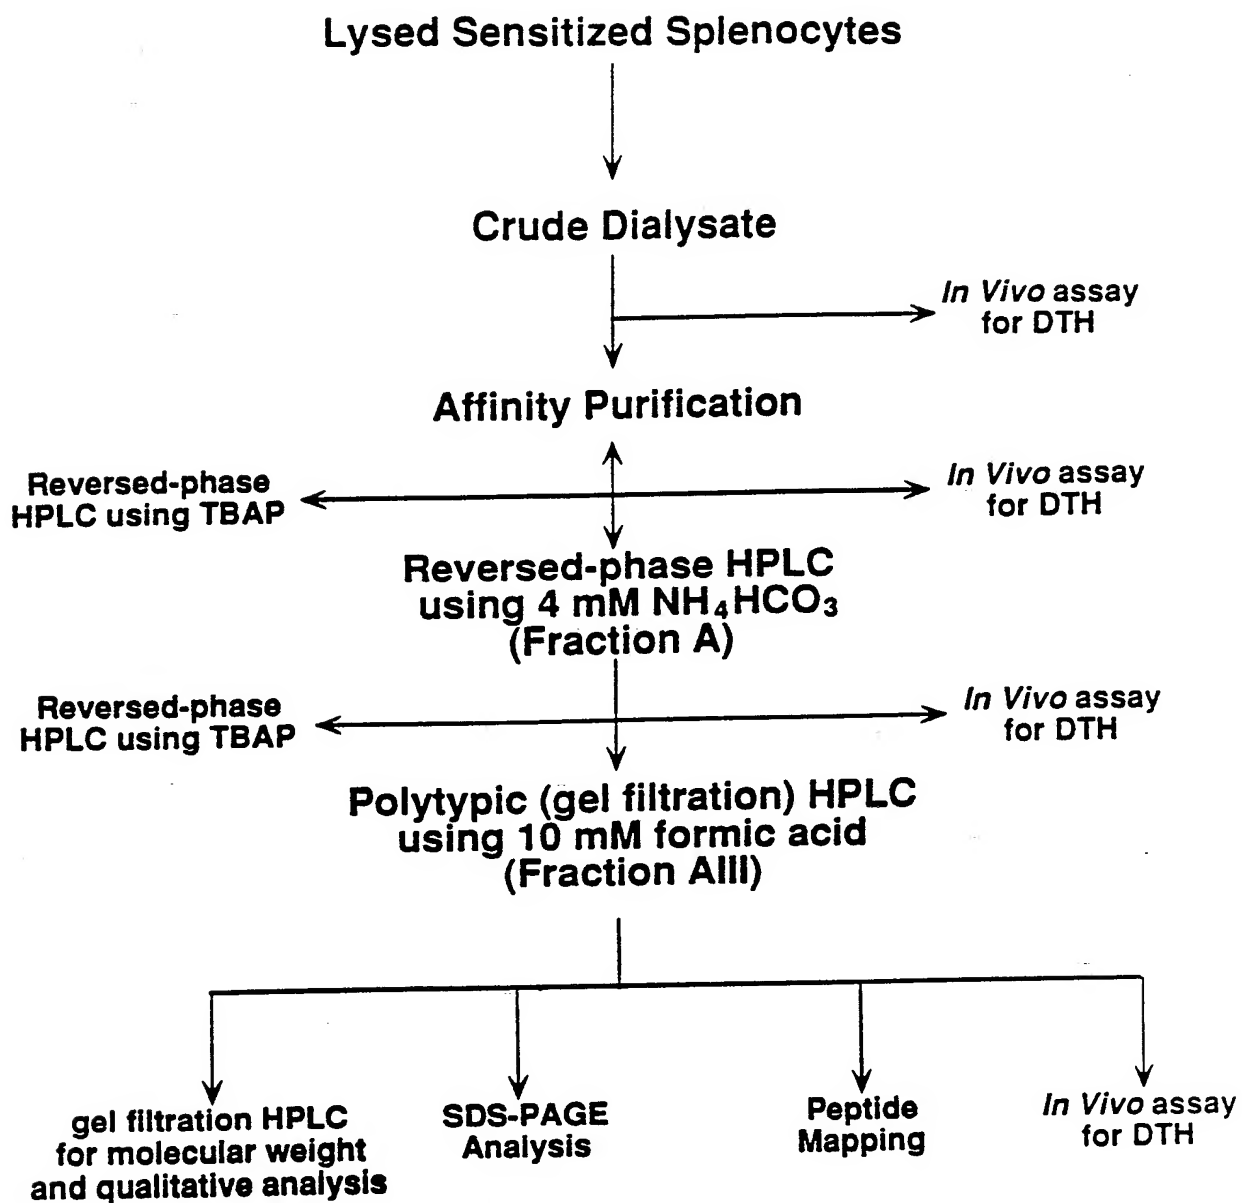 Lysed Sensitized Splenocytes
Crude Dialysate
In Vivo assay
for DTH
Affinity Purification
Reversed-phase
HPLC using TBAP
In Vivo assay
for DTH
Reversed-phase HPLC
using 4 mM NH₄HCO₃
(Fraction A)
Reversed-phase
HPLC using TBAP
In Vivo assay
for DTH
Polytypic (gel filtration) HPLC
using 10 mM formic acid
(Fraction AIII)
gel filtration HPLC
for molecular weight
and qualitative analysis
SDS-PAGE
Analysis
Peptide
Mapping
In Vivo assay
for DTH